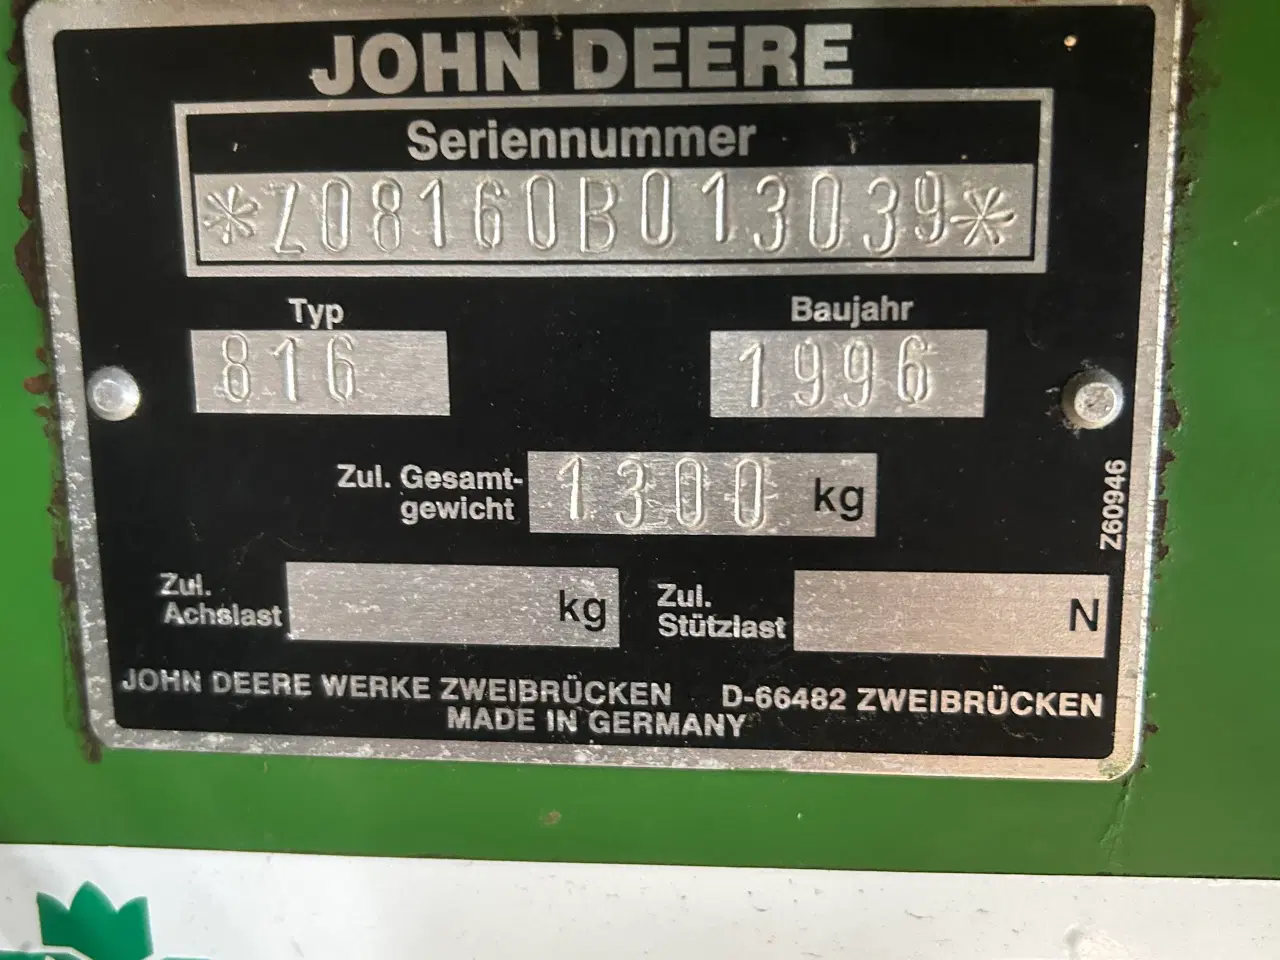 JOHN DEERE
Seriennummer
*Z08160B013039*
Typ
816
Baujahr
1996
Zul. Gesamt-
gewicht
1300 kg
Z60946
Zul.
Achslast
kg
Zul.
Stützlast
N
JOHN DEERE WERKE ZWEIBRÜCKEN D-66482 ZWEIBRÜCKEN
MADE IN GERMANY